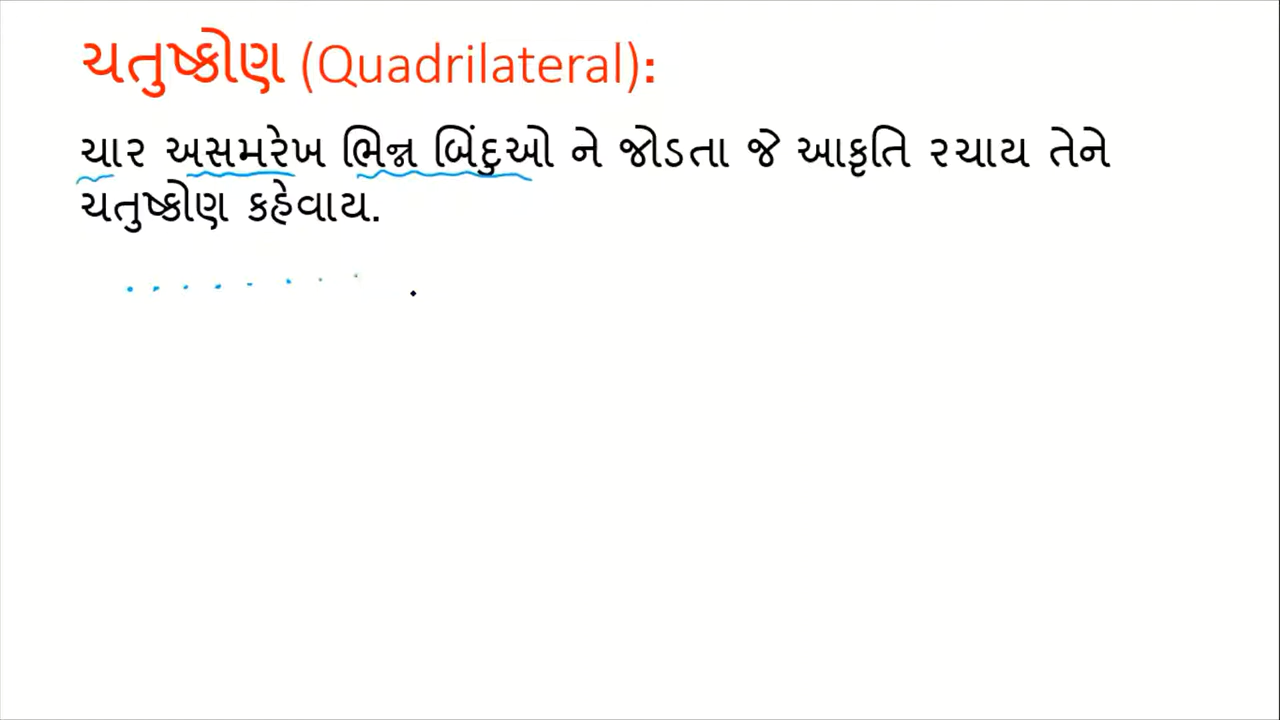 ચતુષ્કોણ (Quadrilateral):
ચાર અસમરેખ ભિન્ન બિંદુઓ ને જોડતા જે આકૃતિ રચાય તેને
ચતુષ્કોણ કહેવાય.